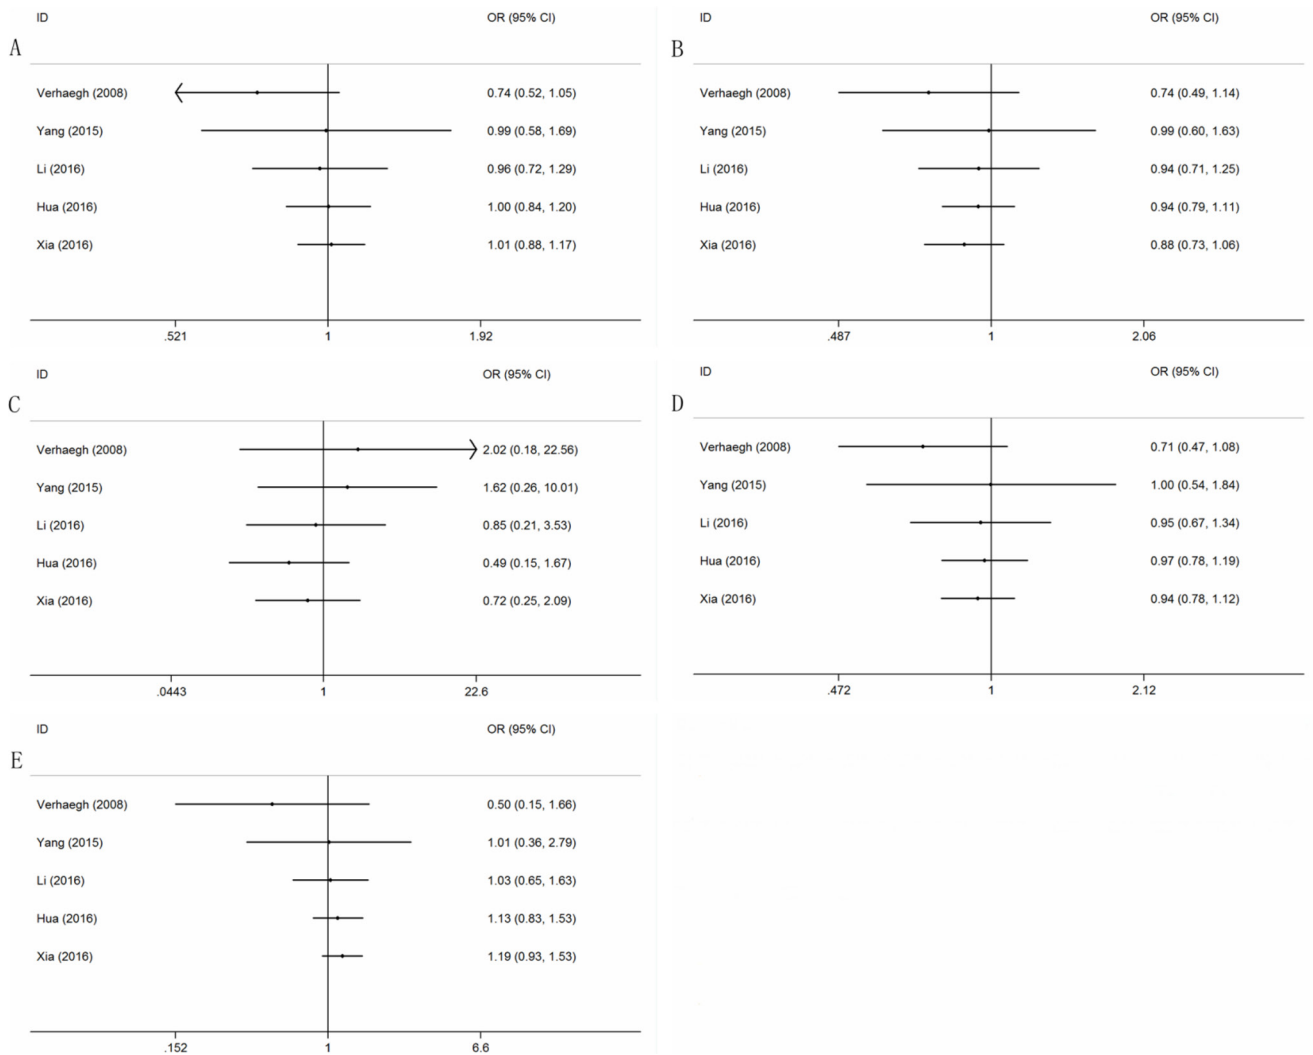 ID OR (95% CI)
A
Verhaegh (2008) 0.74 (0.52, 1.05)
Yang (2015) 0.99 (0.58, 1.69)
Li (2016) 0.96 (0.72, 1.29)
Hua (2016) 1.00 (0.84, 1.20)
Xia (2016) 1.01 (0.88, 1.17)
.521 1 1.92
ID OR (95% CI)
B
Verhaegh (2008) 0.74 (0.49, 1.14)
Yang (2015) 0.99 (0.60, 1.63)
Li (2016) 0.94 (0.71, 1.25)
Hua (2016) 0.94 (0.79, 1.11)
Xia (2016) 0.88 (0.73, 1.06)
.487 1 2.06
ID OR (95% CI)
C
Verhaegh (2008) 2.02 (0.18, 22.56)
Yang (2015) 1.62 (0.26, 10.01)
Li (2016) 0.85 (0.21, 3.53)
Hua (2016) 0.49 (0.15, 1.67)
Xia (2016) 0.72 (0.25, 2.09)
.0443 1 22.6
ID OR (95% CI)
D
Verhaegh (2008) 0.71 (0.47, 1.08)
Yang (2015) 1.00 (0.54, 1.84)
Li (2016) 0.95 (0.67, 1.34)
Hua (2016) 0.97 (0.78, 1.19)
Xia (2016) 0.94 (0.78, 1.12)
.472 1 2.12
ID OR (95% CI)
E
Verhaegh (2008) 0.50 (0.15, 1.66)
Yang (2015) 1.01 (0.36, 2.79)
Li (2016) 1.03 (0.65, 1.63)
Hua (2016) 1.13 (0.83, 1.53)
Xia (2016) 1.19 (0.93, 1.53)
.152 1 6.6